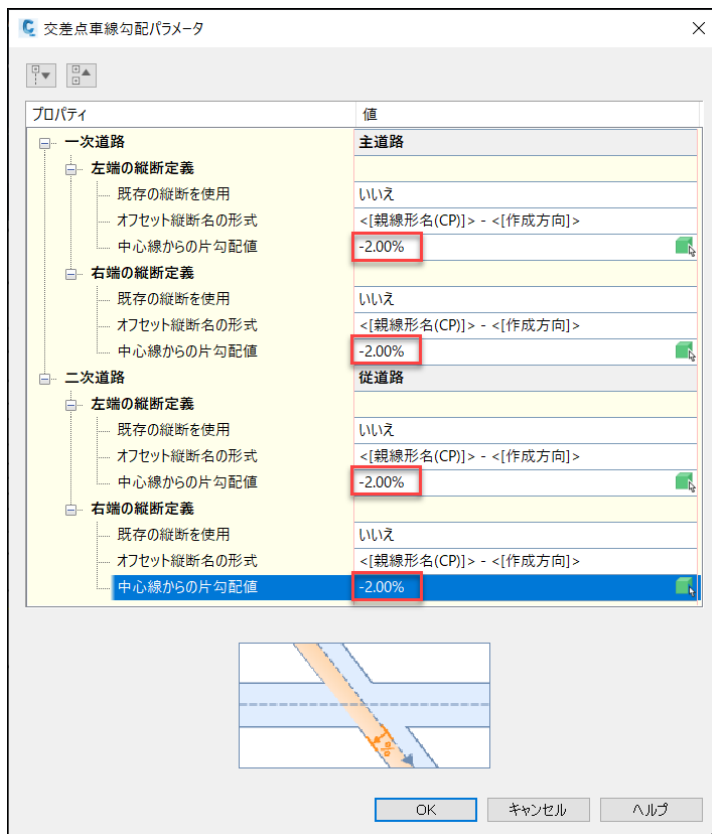 交差点車線勾配パラメータ
プロパティ 値
一次道路 主道路
左端の縦断定義
既存の縦断を使用 いいえ
オフセット縦断名の形式 <[親線形名(CP)]> - <[作成方向]>
中心線からの片勾配値 -2.00%
右端の縦断定義
既存の縦断を使用 いいえ
オフセット縦断名の形式 <[親線形名(CP)]> - <[作成方向]>
中心線からの片勾配値 -2.00%
二次道路 従道路
左端の縦断定義
既存の縦断を使用 いいえ
オフセット縦断名の形式 <[親線形名(CP)]> - <[作成方向]>
中心線からの片勾配値 -2.00%
右端の縦断定義
既存の縦断を使用 いいえ
オフセット縦断名の形式 <[親線形名(CP)]> - <[作成方向]>
中心線からの片勾配値 -2.00%
%
OK キャンセル ヘルプ